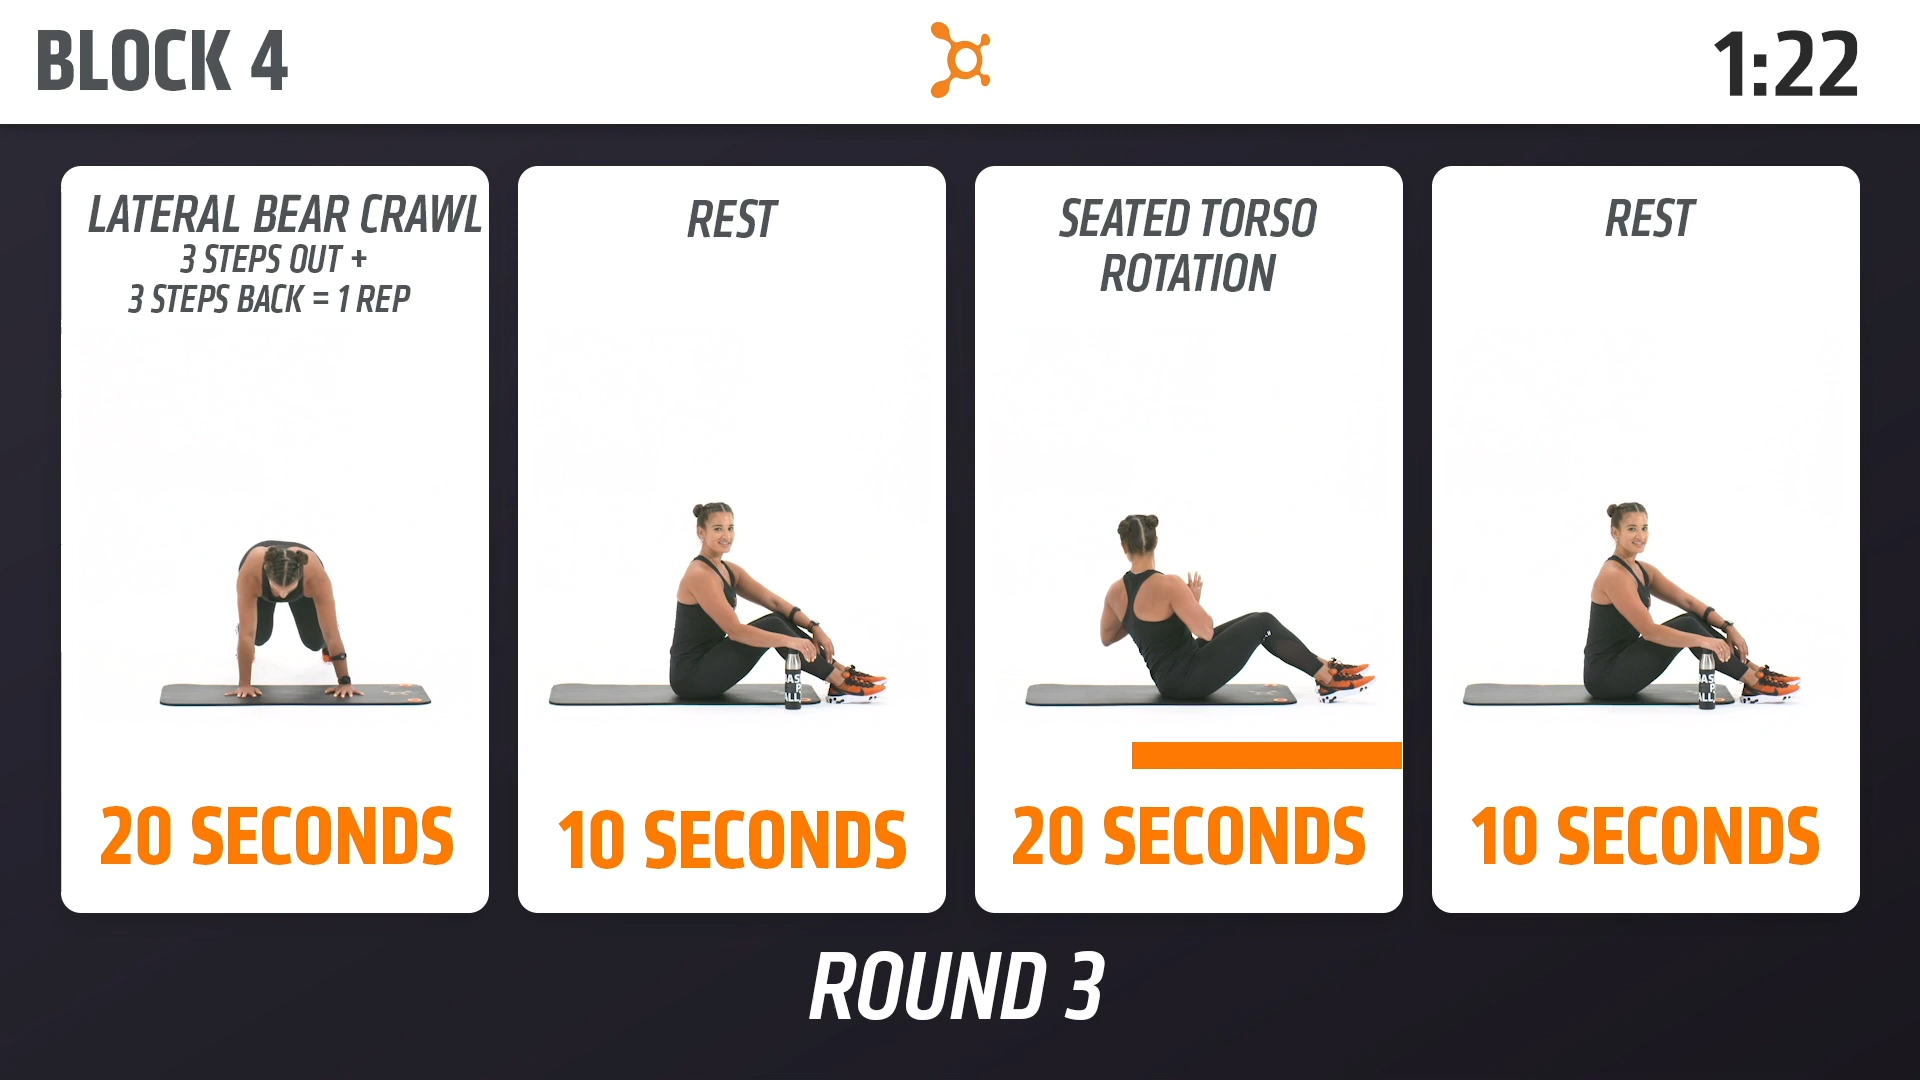 BLOCK 4
1:22
LATERAL BEAR CRAWL
3 STEPS OUT +
3 STEPS BACK = 1 REP
20 SECONDS
REST
10 SECONDS
SEATED TORSO
ROTATION
20 SECONDS
REST
10 SECONDS
ROUND 3